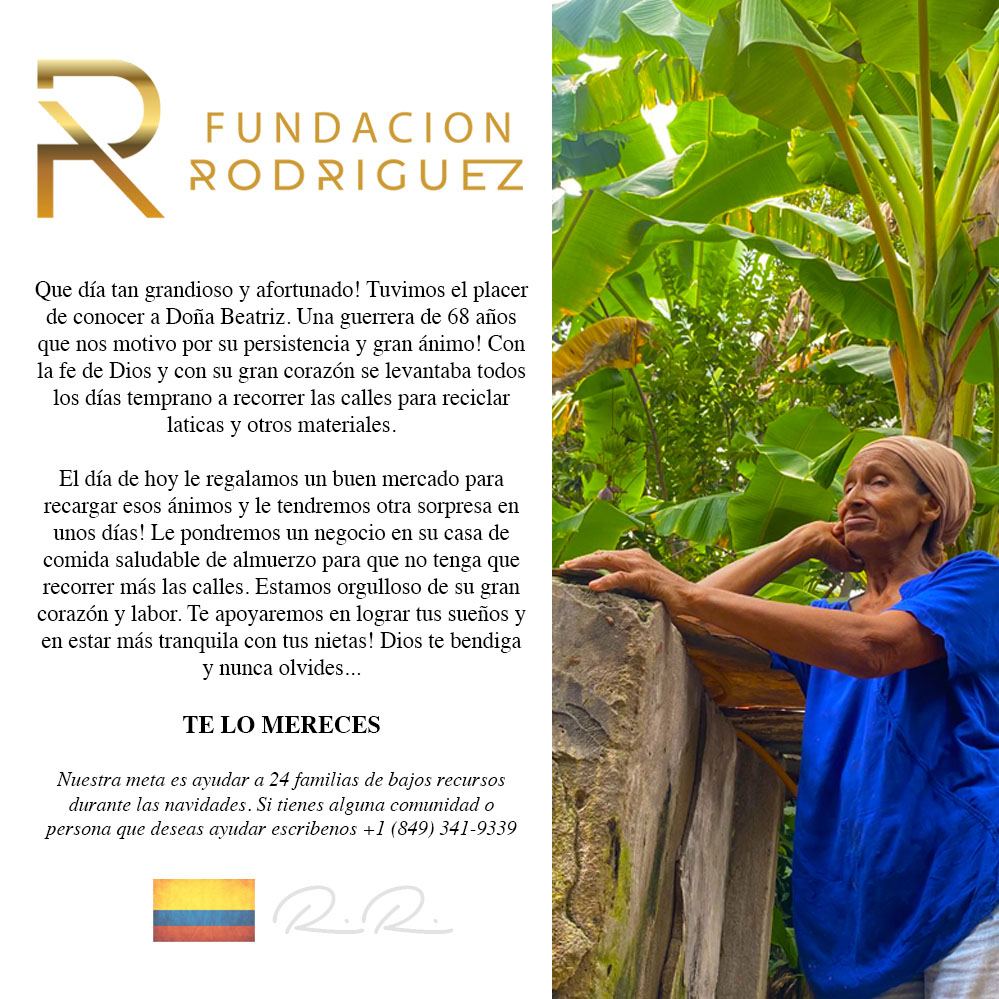 FUNDACION
RODRIGUEZ
Que día tan grandioso y afortunado! Tuvimos el placer
de conocer a Doña Beatriz. Una guerrera de 68 años
que nos motivo por su persistencia y gran ánimo! Con
la fe de Dios y con su gran corazón se levantaba todos
los días temprano a recorrer las calles para reciclar
laticas y otros materiales.
El día de hoy le regalamos un buen mercado para
recargar esos ánimos y le tendremos otra sorpresa en
unos días! Le pondremos un negocio en su casa de
comida saludable de almuerzo para que no tenga que
recorrer más las calles. Estamos orgulloso de su gran
corazón y labor. Te apoyaremos en lograr tus sueños y
en estar más tranquila con tus nietas! Dios te bendiga
y nunca olvides...
TE LO MERECES
Nuestra meta es ayudar a 24 familias de bajos recursos
durante las navidades. Si tienes alguna comunidad o
persona que deseas ayudar escribenos +1 (849) 341-9339
R. R.